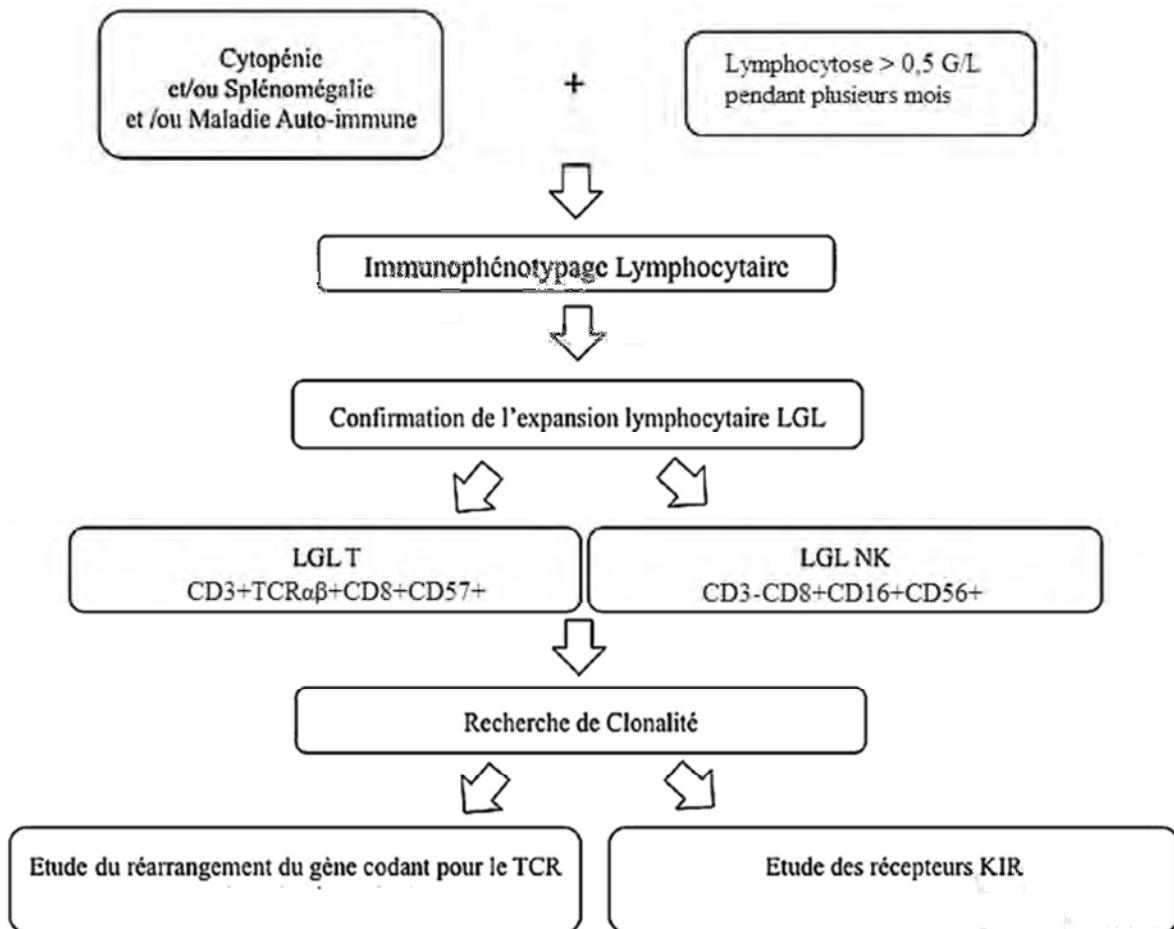 Cytopénie
et/ou Splénomégalie
et /ou Maladie Auto-immune
+
Lymphocytose > 0,5 G/L
pendant plusieurs mois
Immunophénotypage Lymphocytaire
Confirmation de l'expansion lymphocytaire LGL
LGL T
CD3+TCRαβ+CD8+CD57+
LGL NK
CD3-CD8+CD16+CD56+
Recherche de Clonalité
Etude du réarrangement du gène codant pour le TCR
Etude des récepteurs KIR